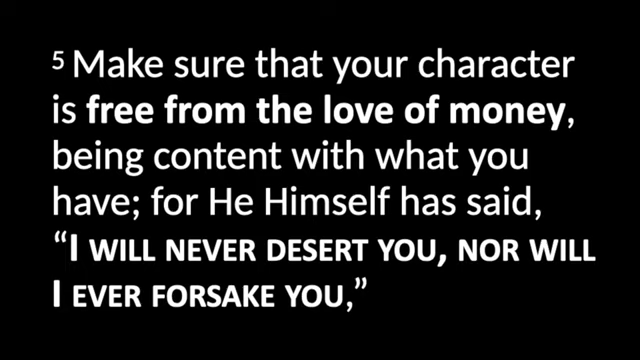 5 Make sure that your character
is free from the love of money,
being content with what you
have; for He Himself has said,
“I WILL NEVER DESERT YOU, NOR WILL
I EVER FORSAKE YOU,”